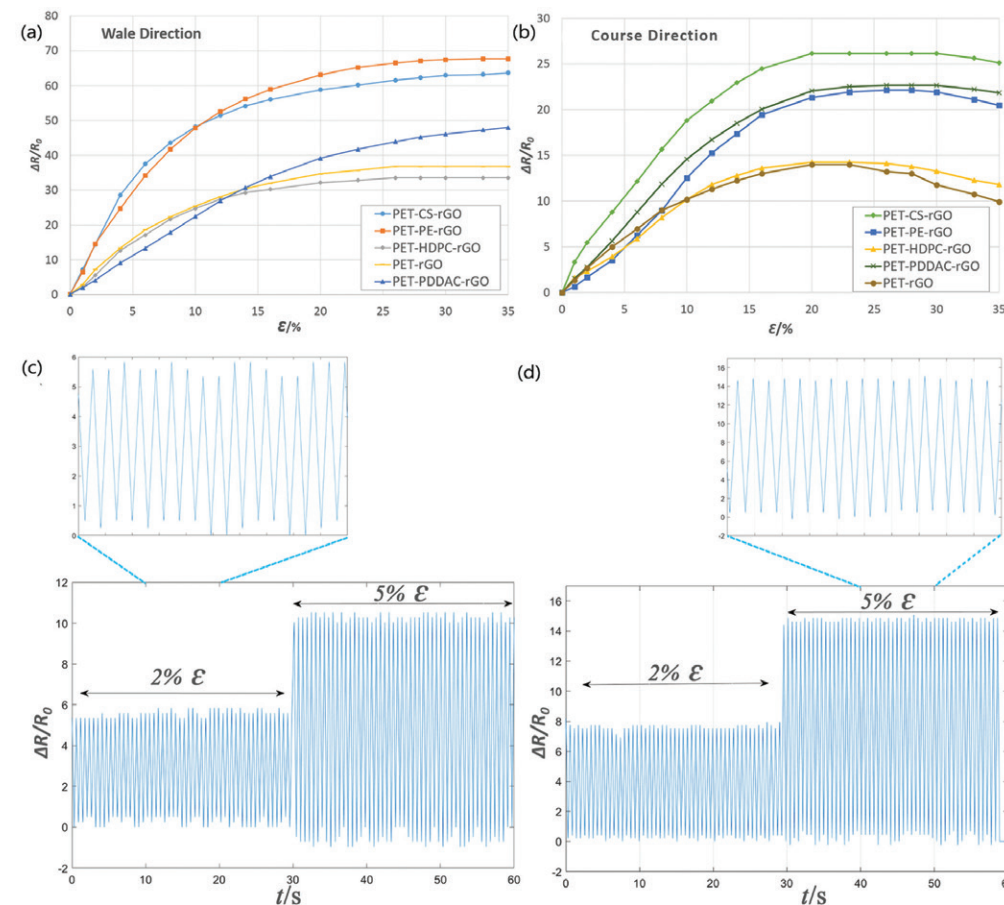 (a)
Wale Direction
80
70
60
50
40
30
20
10
0
ΔR/R0
0 5 10 15 20 25 30 35
ε/%
PET-CS-rGO
PET-PE-rGO
PET-HDPC-rGO
PET-rGO
PET-PDDAC-rGO
(b)
Course Direction
30
25
20
15
10
5
0
ΔR/R0
0 5 10 15 20 25 30 35
ε/%
PET-CS-rGO
PET-PE-rGO
PET-HDPC-rGO
PET-PDDAC-rGO
PET-rGO
(c)
6
5
4
3
2
1
0
12
10
8
6
4
2
0
-2
ΔR/R0
2% ε
5% ε
0 10 20 30 40 50 60
t/s
(d)
16
14
12
10
8
6
4
2
0
-2
16
14
12
10
8
6
4
2
0
-2
ΔR/R0
2% ε
5% ε
0 10 20 30 40 50 60
t/s